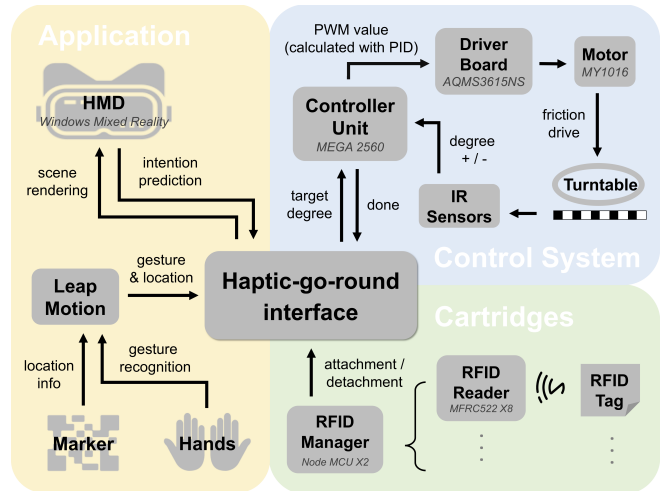 Application
HMD
Windows Mixed Reality
scene
rendering
intention
prediction
Leap
Motion
gesture
& location
location
info
gesture
recognition
Marker
Hands
Haptic-go-round
interface
PWM value
(calculated with PID)
Driver
Board
AQMS3615NS
Motor
MY1016
Controller
Unit
MEGA 2560
degree
+ / -
friction
drive
Turntable
IR
Sensors
target
degree
done
Control System
Cartridges
attachment /
detachment
RFID
Manager
Node MCU X2
RFID
Reader
MFRC522 X8
RFID
Tag